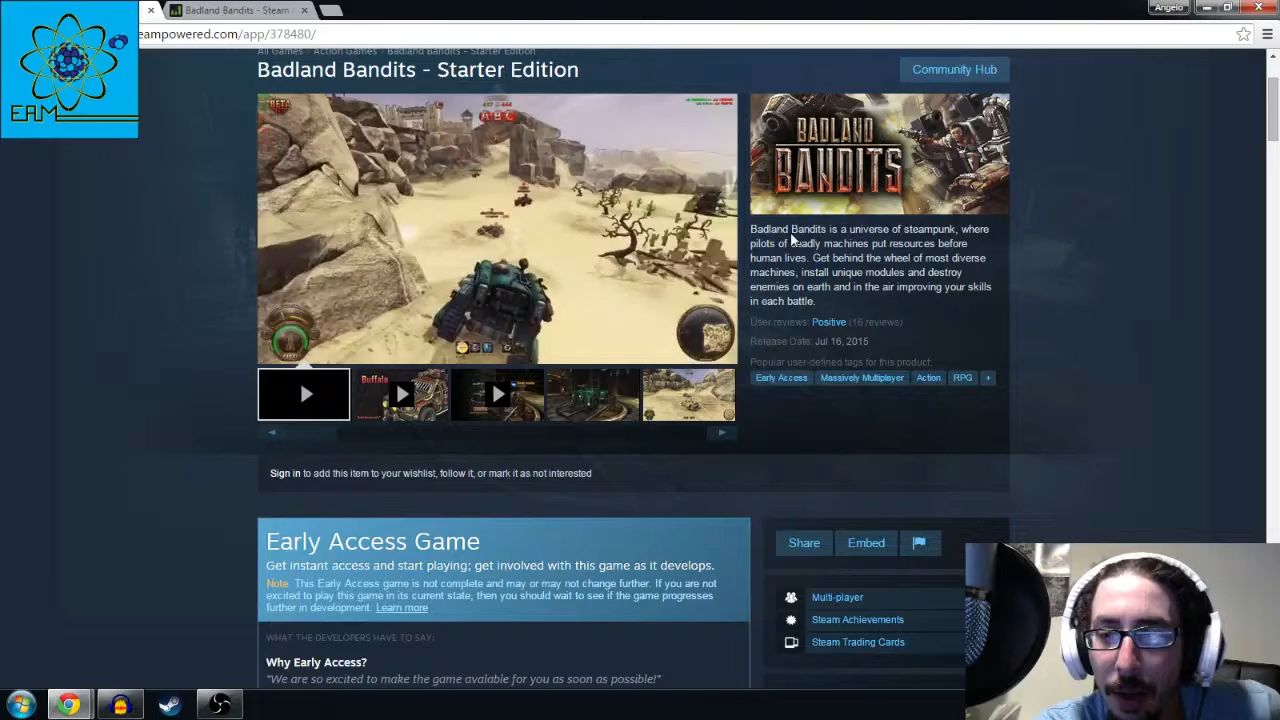 Badland Bandits - Steam
Angelo
eampowered.com/app/378480/
EAM
All Games > Action Games > Badland Bandits - Starter Edition
Badland Bandits - Starter Edition
Community Hub
BETA
A B C
BADLAND
BANDITS
Badland Bandits is a universe of steampunk, where
pilots of deadly machines put resources before
human lives. Get behind the wheel of most diverse
machines, install unique modules and destroy
enemies on earth and in the air improving your skills
in each battle.
User reviews: Positive (16 reviews)
Release Date: Jul 16, 2015
Popular user-defined tags for this product:
Early Access Massively Multiplayer Action RPG +
Buffalo
Sign in to add this item to your wishlist, follow it, or mark it as not interested
Early Access Game
Get instant access and start playing; get involved with this game as it develops.
Note: This Early Access game is not complete and may or may not change further. If you are not
excited to play this game in its current state, then you should wait to see if the game progresses
further in development. Learn more
WHAT THE DEVELOPERS HAVE TO SAY:
Why Early Access?
"We are so excited to make the game avalable for you as soon as possible!"
Share Embed
Multi-player
Steam Achievements
Steam Trading Cards